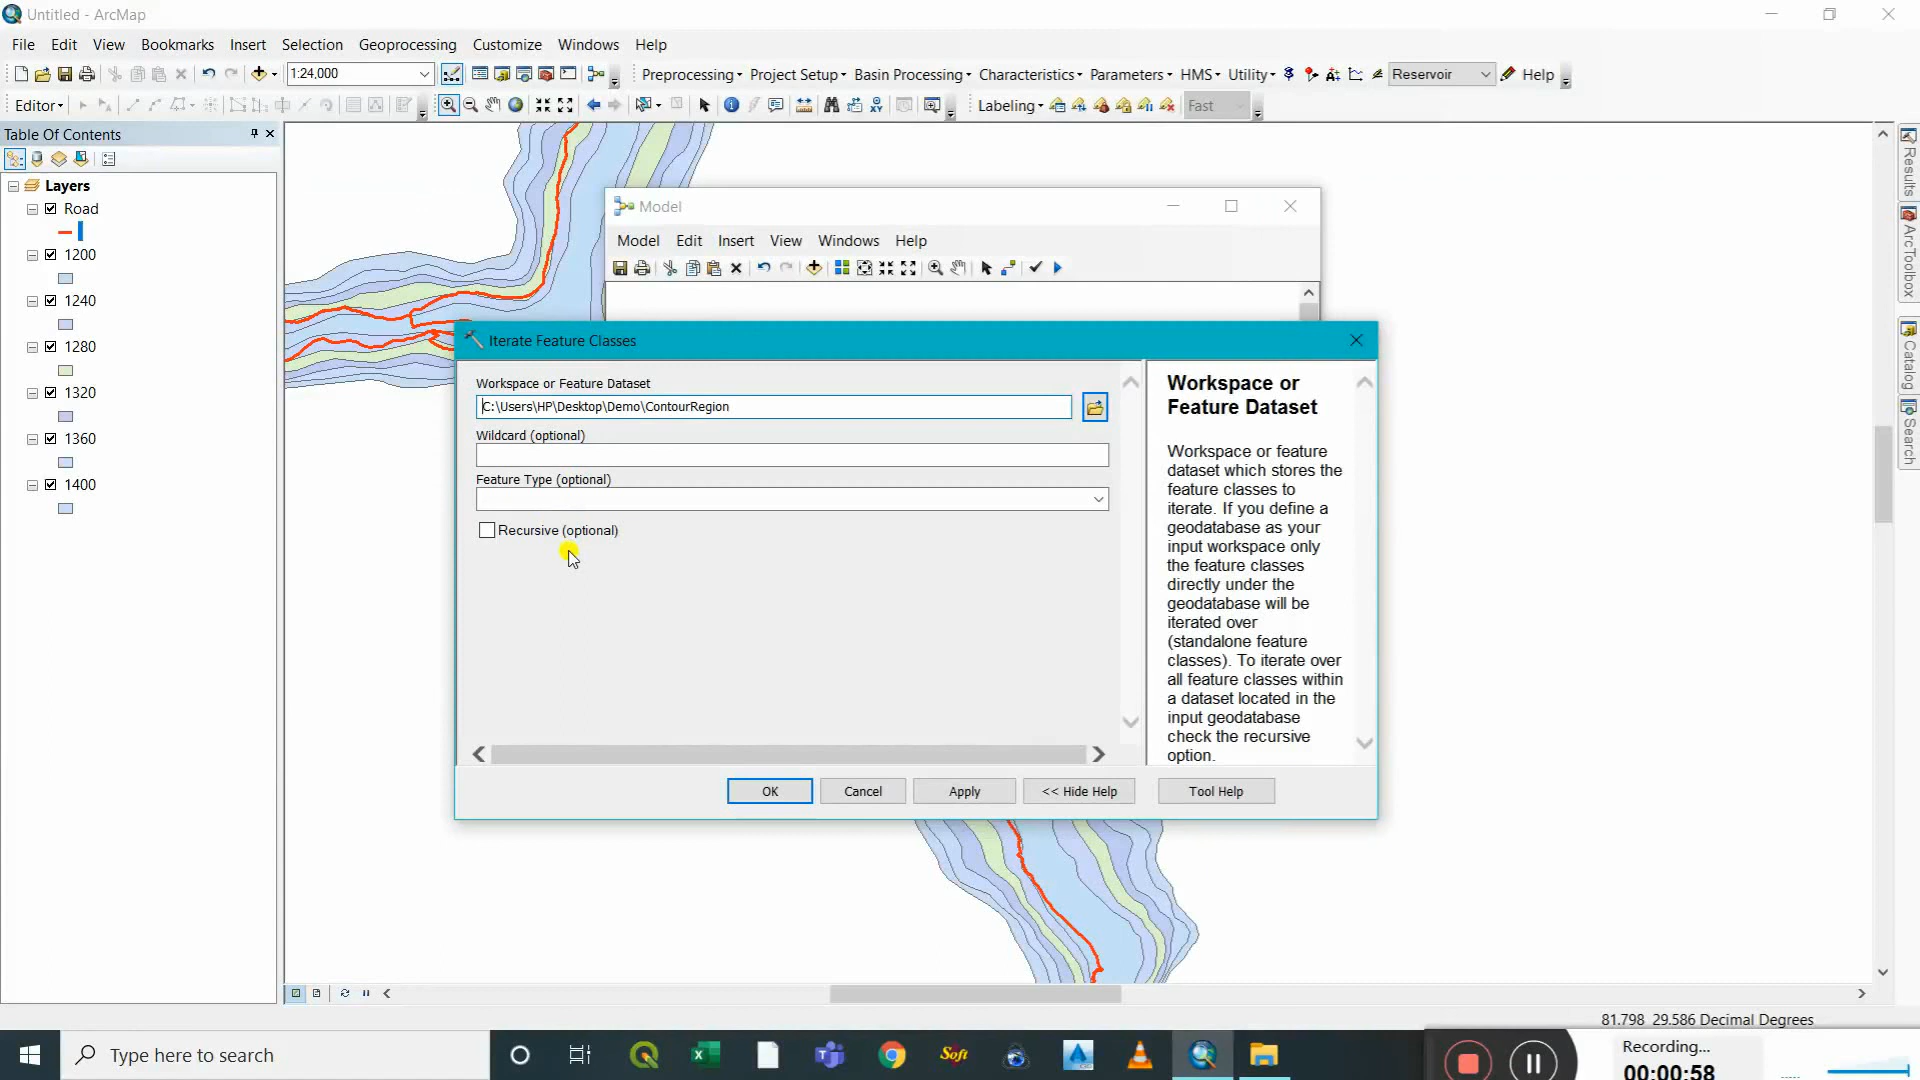 Untitled - ArcMap
File Edit View Bookmarks Insert Selection Geoprocessing Customize Windows Help
1:24,000
Preprocessing Project Setup Basin Processing Characteristics Parameters HMS Utility Reservoir Help
Editor Labeling Fast
Table Of Contents
Layers
Road
1200
1240
1280
1320
1360
1400
Model
Model Edit Insert View Windows Help
Iterate Feature Classes
Workspace or Feature Dataset
C:\Users\HP\Desktop\Demo\ContourRegion
Wildcard (optional)
Feature Type (optional)
Recursive (optional)
Workspace or
Feature Dataset
Workspace or feature
dataset which stores the
feature classes to
iterate. If you define a
geodatabase as your
input workspace only
the feature classes
directly under the
geodatabase will be
iterated over
(standalone feature
classes). To iterate over
all feature classes within
a dataset located in the
input geodatabase
check the recursive
option.
OK Cancel Apply << Hide Help Tool Help
Results
ArcToolbox
Catalog
Search
81.798 29.586 Decimal Degrees
Type here to search
Soft
Recording...
00:00:58